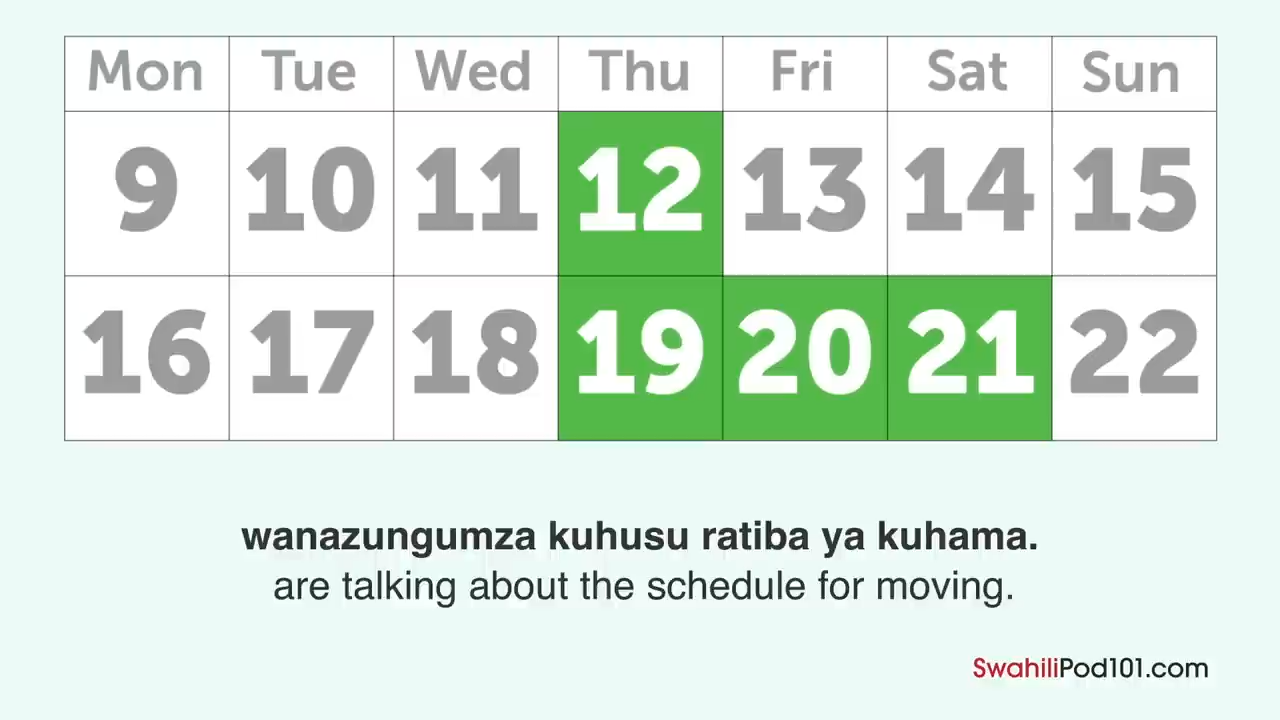 Mon Tue Wed Thu Fri Sat Sun
9 10 11 12 13 14 15
16 17 18 19 20 21 22
wanazungumza kuhusu ratiba ya kuhama.
are talking about the schedule for moving.
SwahiliPod101.com